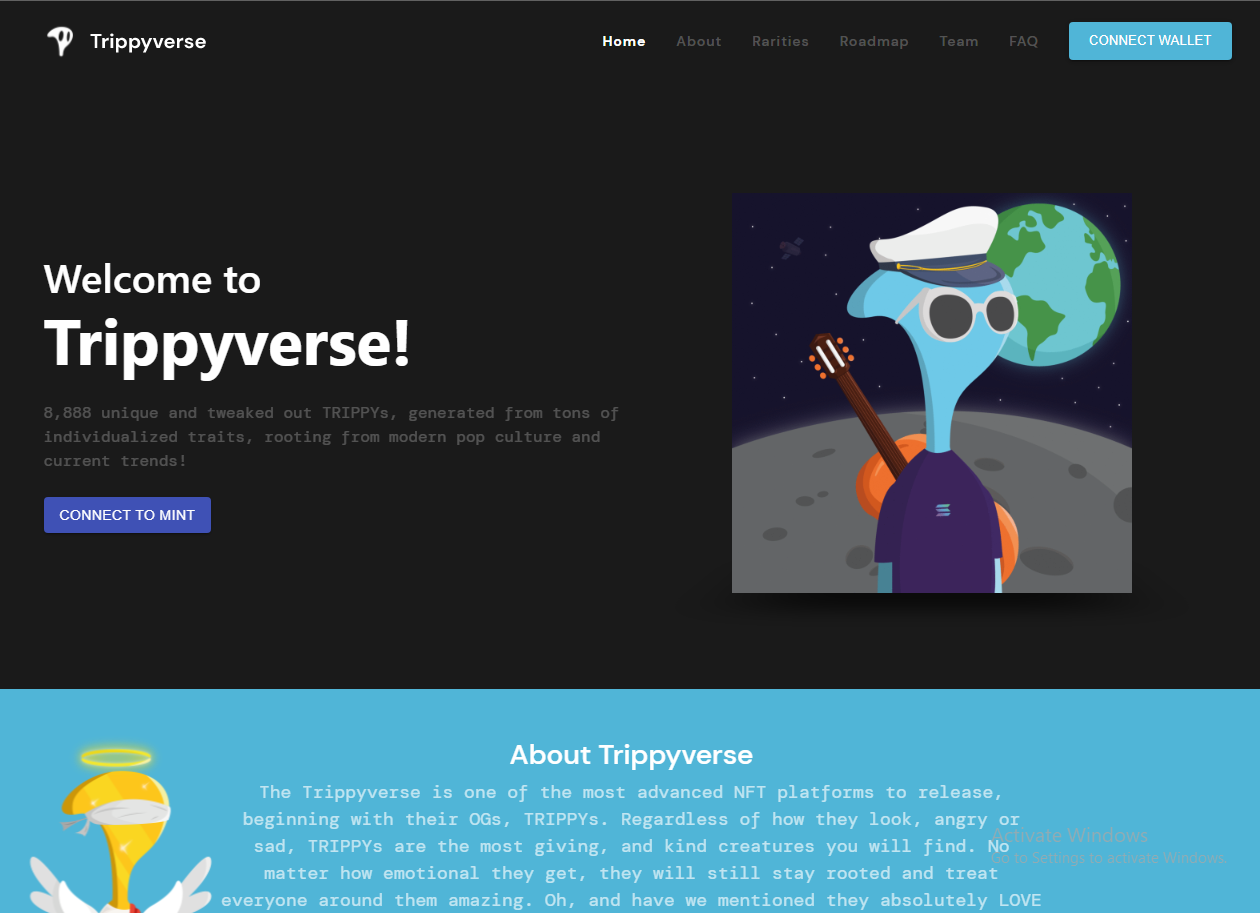 Trippyverse
Home About Rarities Roadmap Team FAQ CONNECT WALLET
Welcome to
Trippyverse!
8,888 unique and tweaked out TRIPPYs, generated from tons of
individualized traits, rooting from modern pop culture and
current trends!
CONNECT TO MINT
About Trippyverse
The Trippyverse is one of the most advanced NFT platforms to release,
beginning with their OGs, TRIPPYs. Regardless of how they look, angry or
sad, TRIPPYs are the most giving, and kind creatures you will find. No
matter how emotional they get, they will still stay rooted and treat
everyone around them amazing. Oh, and have we mentioned they absolutely LOVE
Activate Windows
Go to Settings to activate Windows.